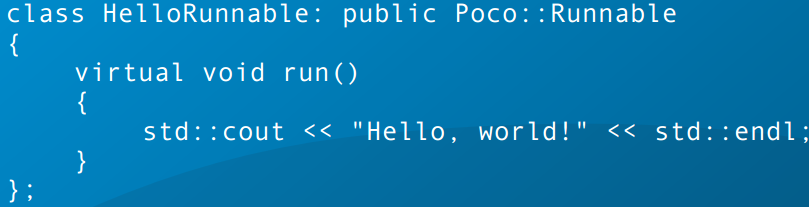 class HelloRunnable: public Poco::Runnable
{
    virtual void run()
    {
        std::cout << "Hello, world!" << std::endl;
    }
};